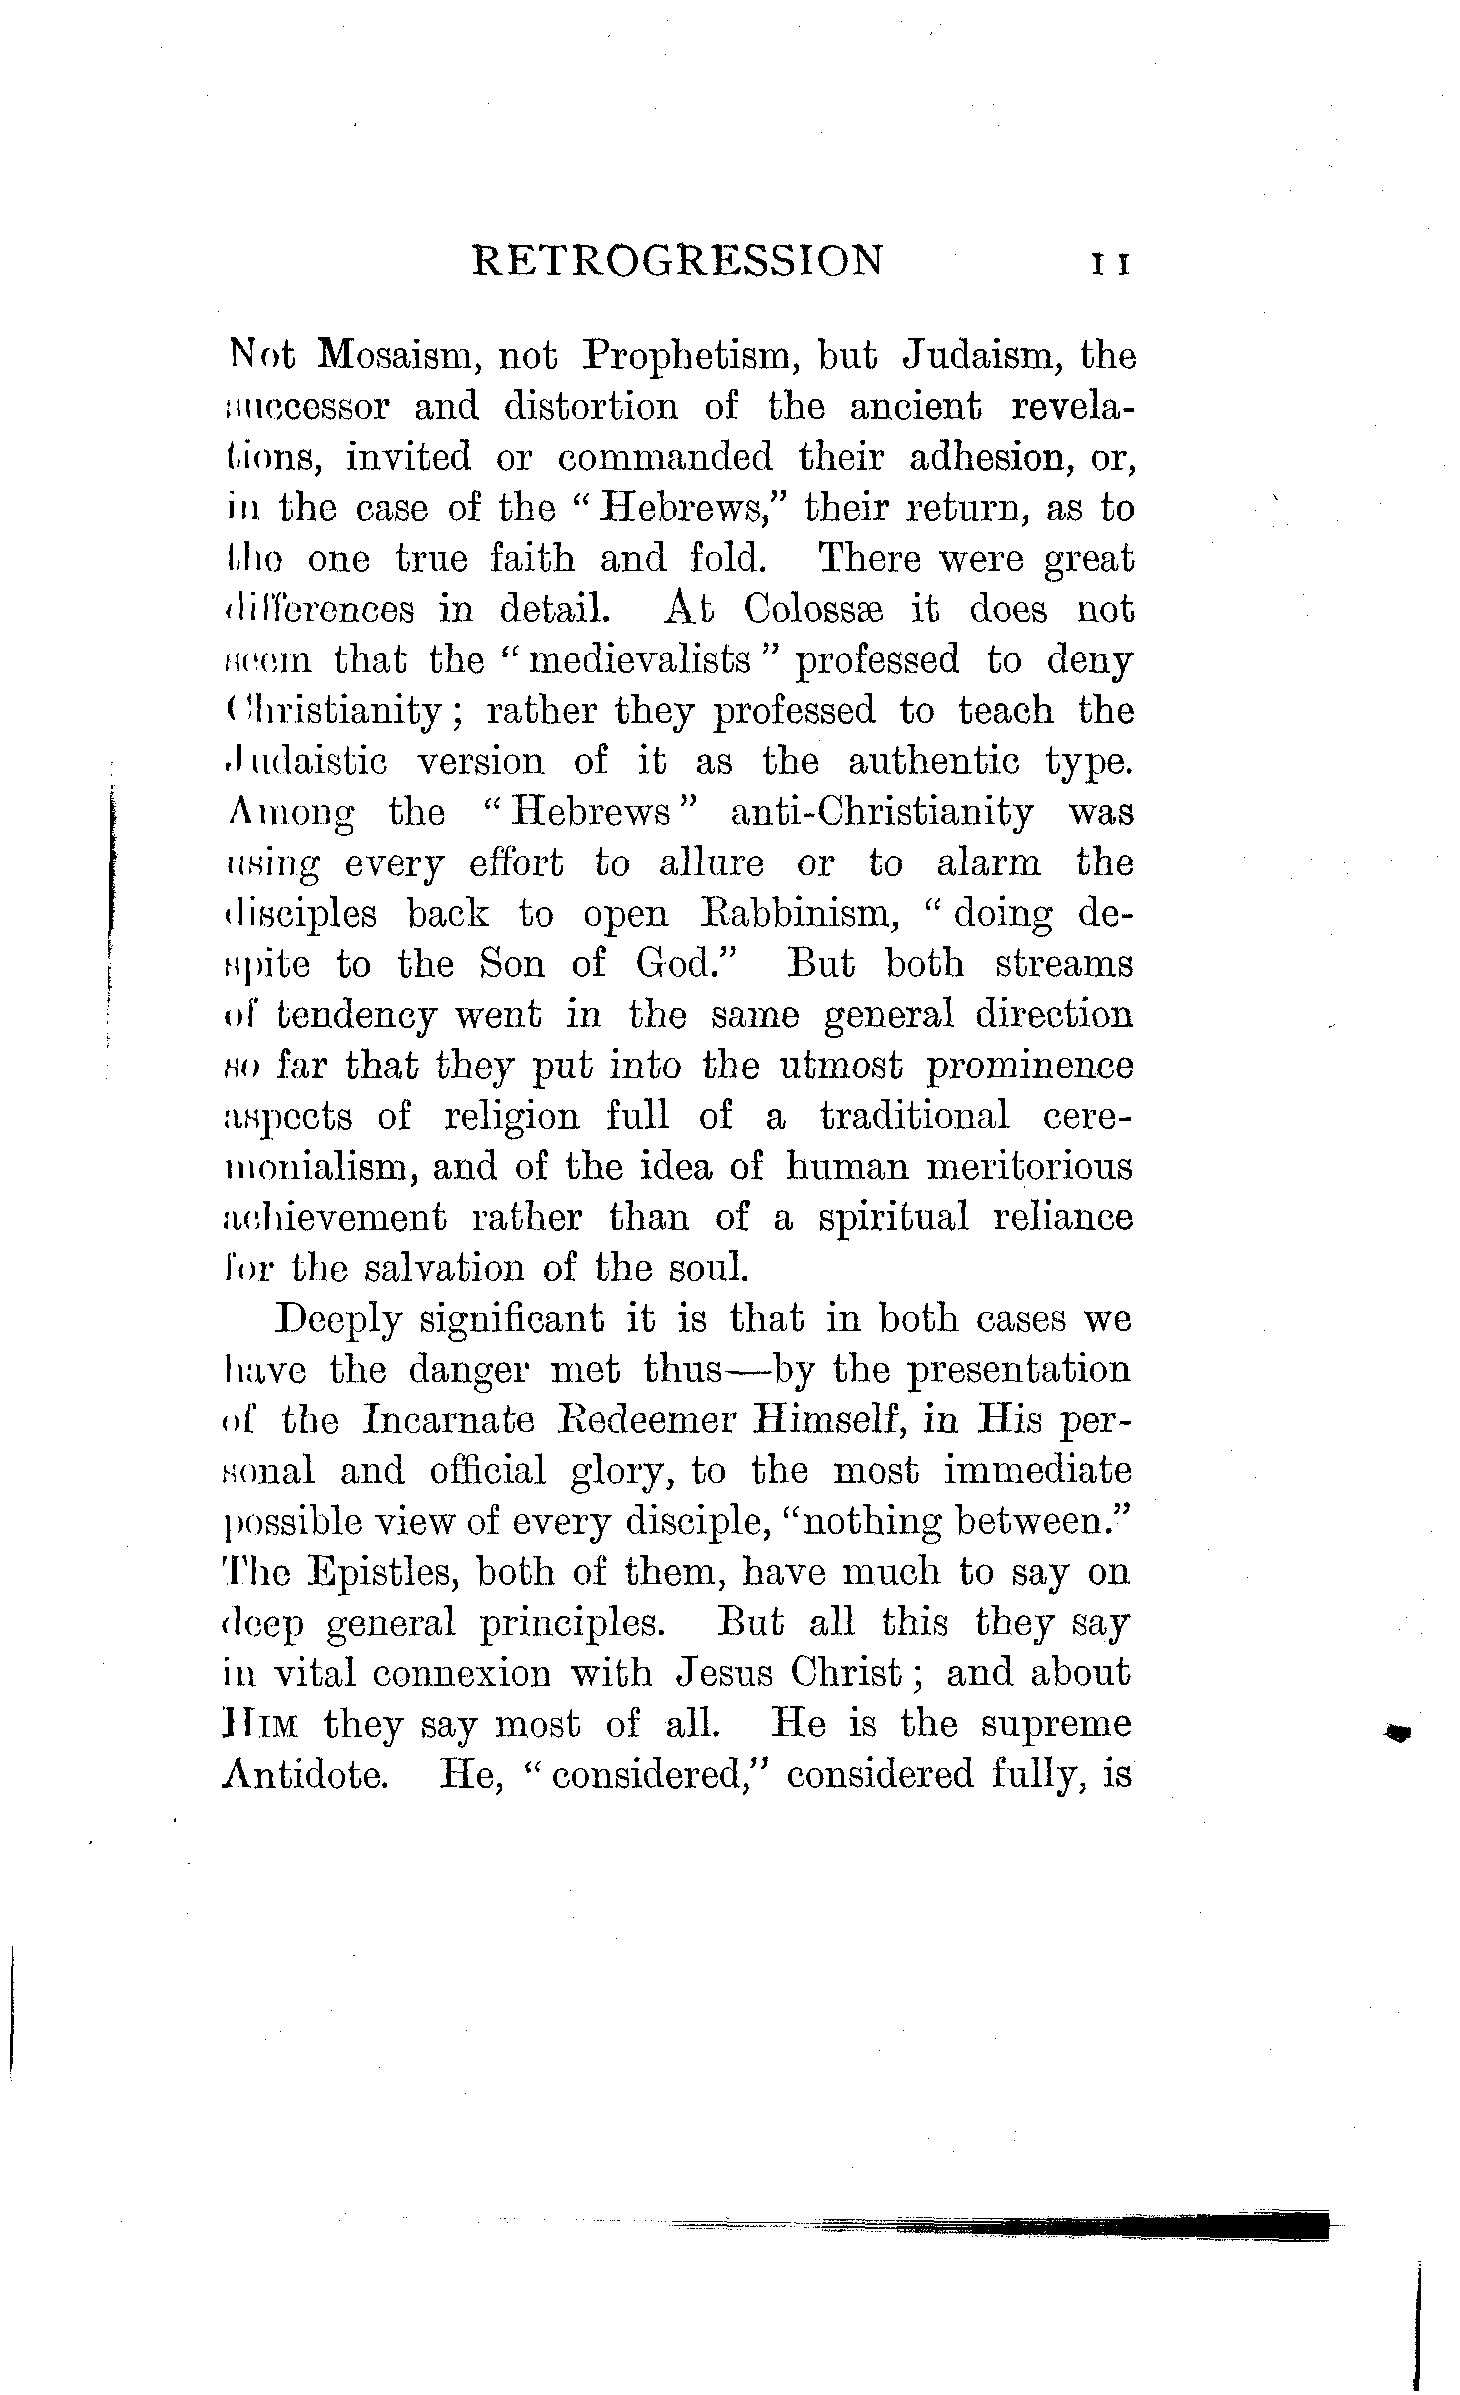 RETROGRESSION 11
Not Mosaism, not Prophetism, but Judaism, the
successor and distortion of the ancient revela-
tions, invited or commanded their adhesion, or,
in the case of the “Hebrews,” their return, as to
the one true faith and fold. There were great
differences in detail. At Colossæ it does not
seem that the “medievalists” professed to deny
Christianity; rather they professed to teach the
Judaistic version of it as the authentic type.
Among the “Hebrews” anti-Christianity was
using every effort to allure or to alarm the
disciples back to open Rabbinism, “doing de-
spite to the Son of God.” But both streams
of tendency went in the same general direction
so far that they put into the utmost prominence
aspects of religion full of a traditional cere-
monialism, and of the idea of human meritorious
achievement rather than of a spiritual reliance
for the salvation of the soul.
Deeply significant it is that in both cases we
have the danger met thus—by the presentation
of the Incarnate Redeemer Himself, in His per-
sonal and official glory, to the most immediate
possible view of every disciple, “nothing between.”
The Epistles, both of them, have much to say on
deep general principles. But all this they say
in vital connexion with Jesus Christ; and about
HIM they say most of all. He is the supreme
Antidote. He, “considered,” considered fully, is